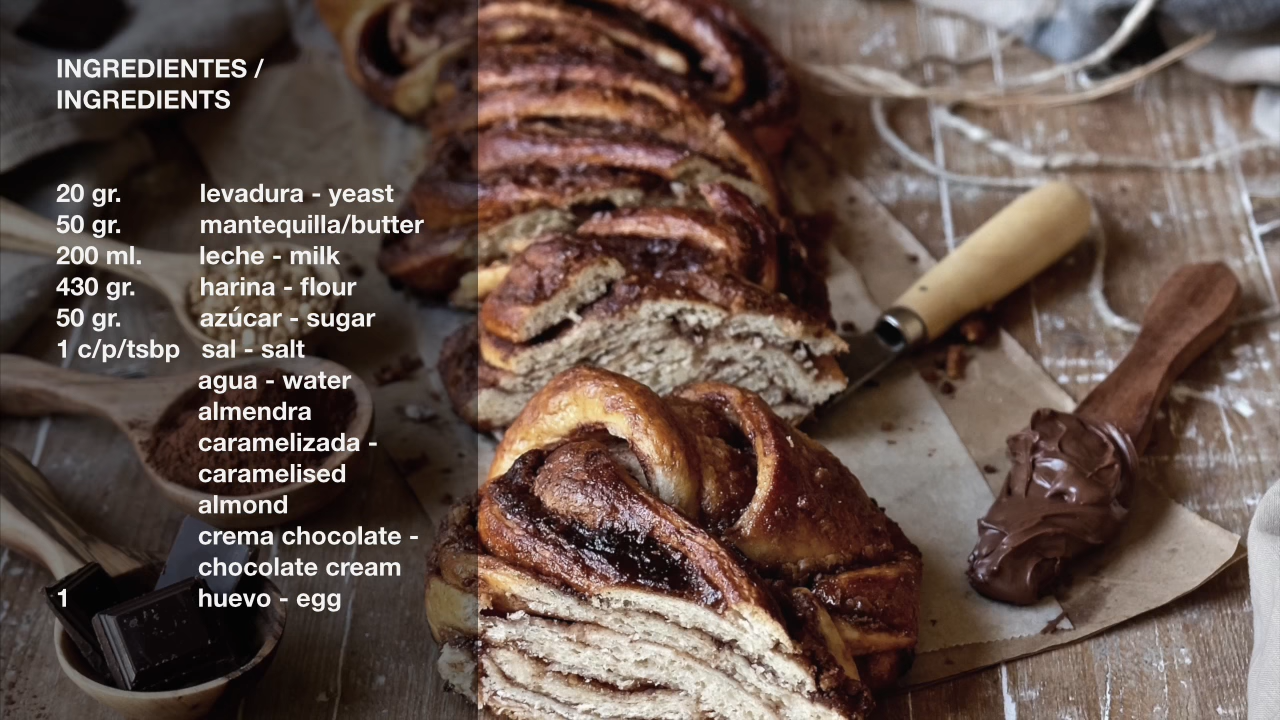 INGREDIENTES /
INGREDIENTS
20 gr. levadura - yeast
50 gr. mantequilla/butter
200 ml. leche - milk
430 gr. harina - flour
50 gr. azúcar - sugar
1 c/p/tsbp sal - salt
agua - water
almendra
caramelizada -
caramelised
almond
crema chocolate -
chocolate cream
1 huevo - egg